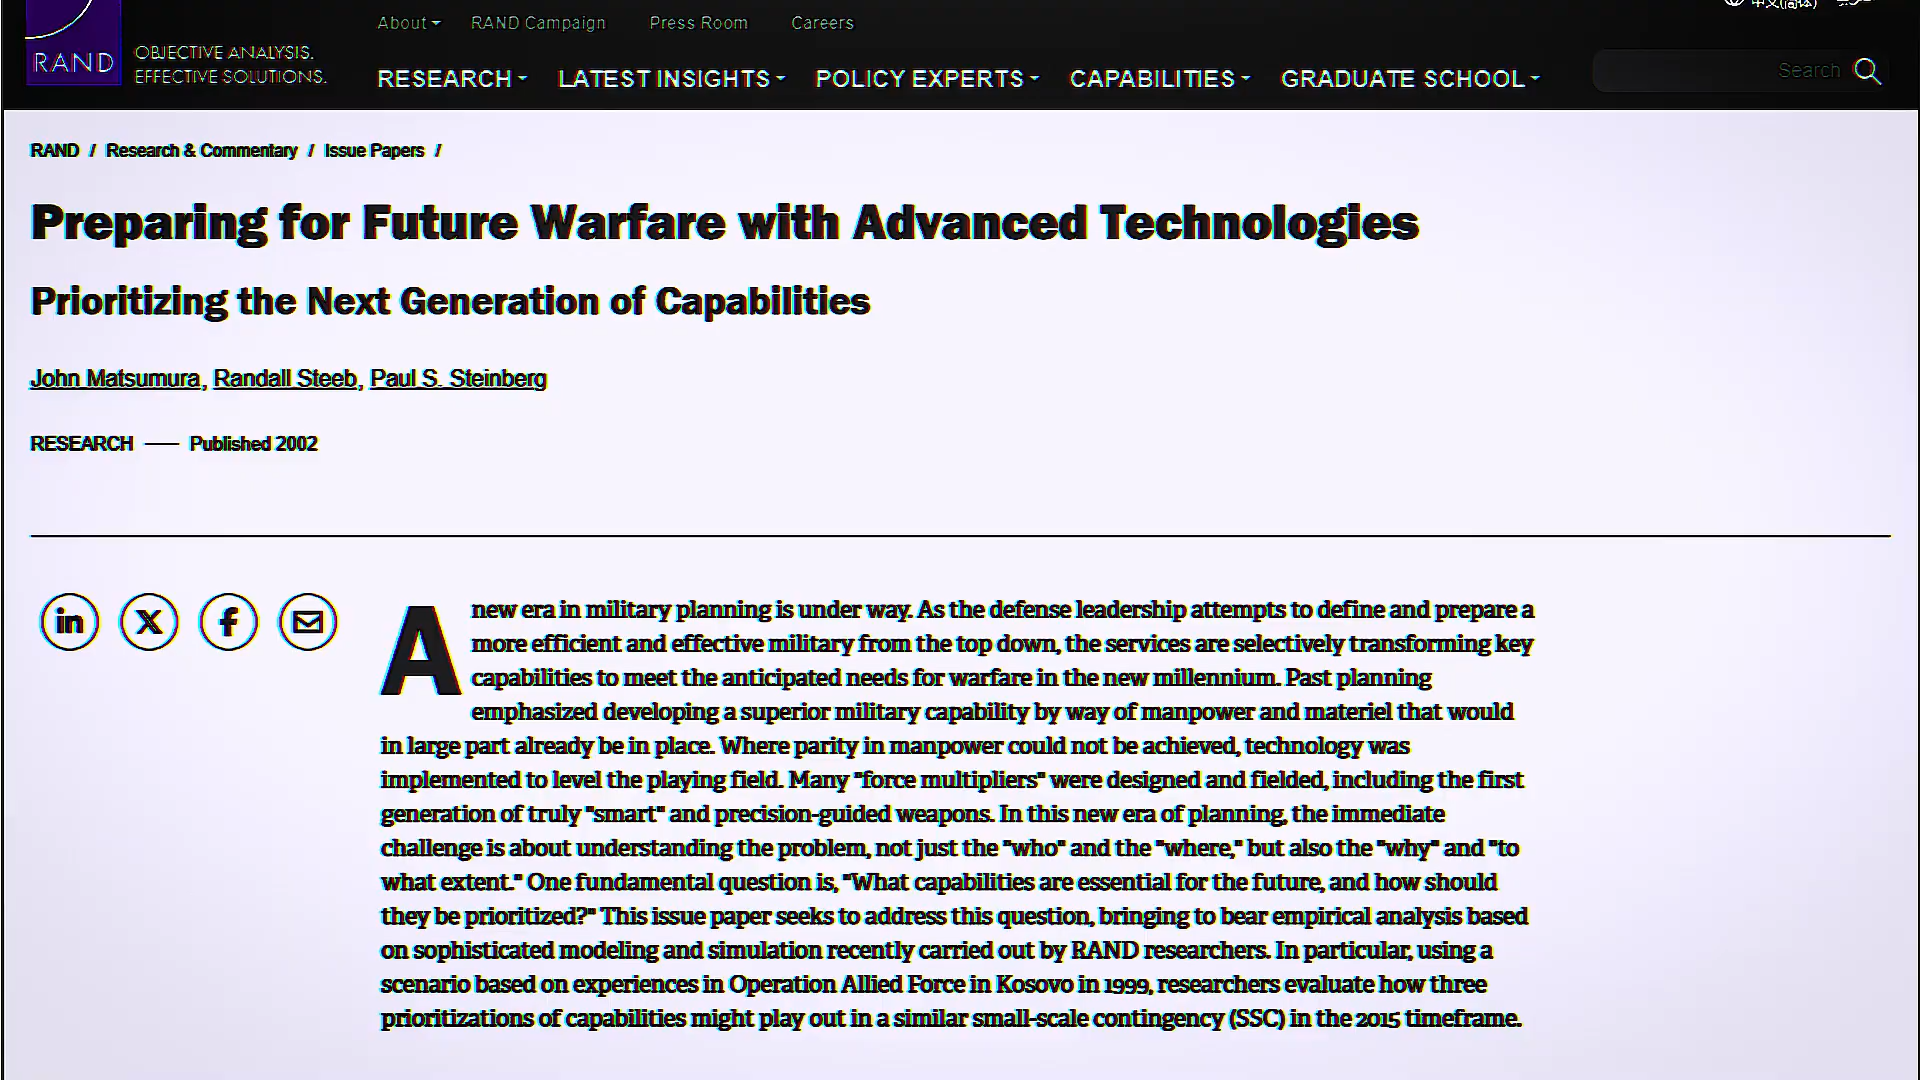 About
RAND Campaign
Press Room
Careers
RAND
OBJECTIVE ANALYSIS.
EFFECTIVE SOLUTIONS.
RESEARCH
LATEST INSIGHTS
POLICY EXPERTS
CAPABILITIES
GRADUATE SCHOOL
Search
RAND / Research & Commentary / Issue Papers /
Preparing for Future Warfare with Advanced Technologies
Prioritizing the Next Generation of Capabilities
John Matsumura, Randall Steeb, Paul S. Steinberg
RESEARCH — Published 2002
A new era in military planning is under way. As the defense leadership attempts to define and prepare a
more efficient and effective military from the top down, the services are selectively transforming key
capabilities to meet the anticipated needs for warfare in the new millennium. Past planning
emphasized developing a superior military capability by way of manpower and materiel that would
in large part already be in place. Where parity in manpower could not be achieved, technology was
implemented to level the playing field. Many "force multipliers" were designed and fielded, including the first
generation of truly "smart" and precision-guided weapons. In this new era of planning, the immediate
challenge is about understanding the problem, not just the "who" and the "where," but also the "why" and "to
what extent." One fundamental question is, "What capabilities are essential for the future, and how should
they be prioritized?" This issue paper seeks to address this question, bringing to bear empirical analysis based
on sophisticated modeling and simulation recently carried out by RAND researchers. In particular, using a
scenario based on experiences in Operation Allied Force in Kosovo in 1999, researchers evaluate how three
prioritizations of capabilities might play out in a similar small-scale contingency (SSC) in the 2015 timeframe.